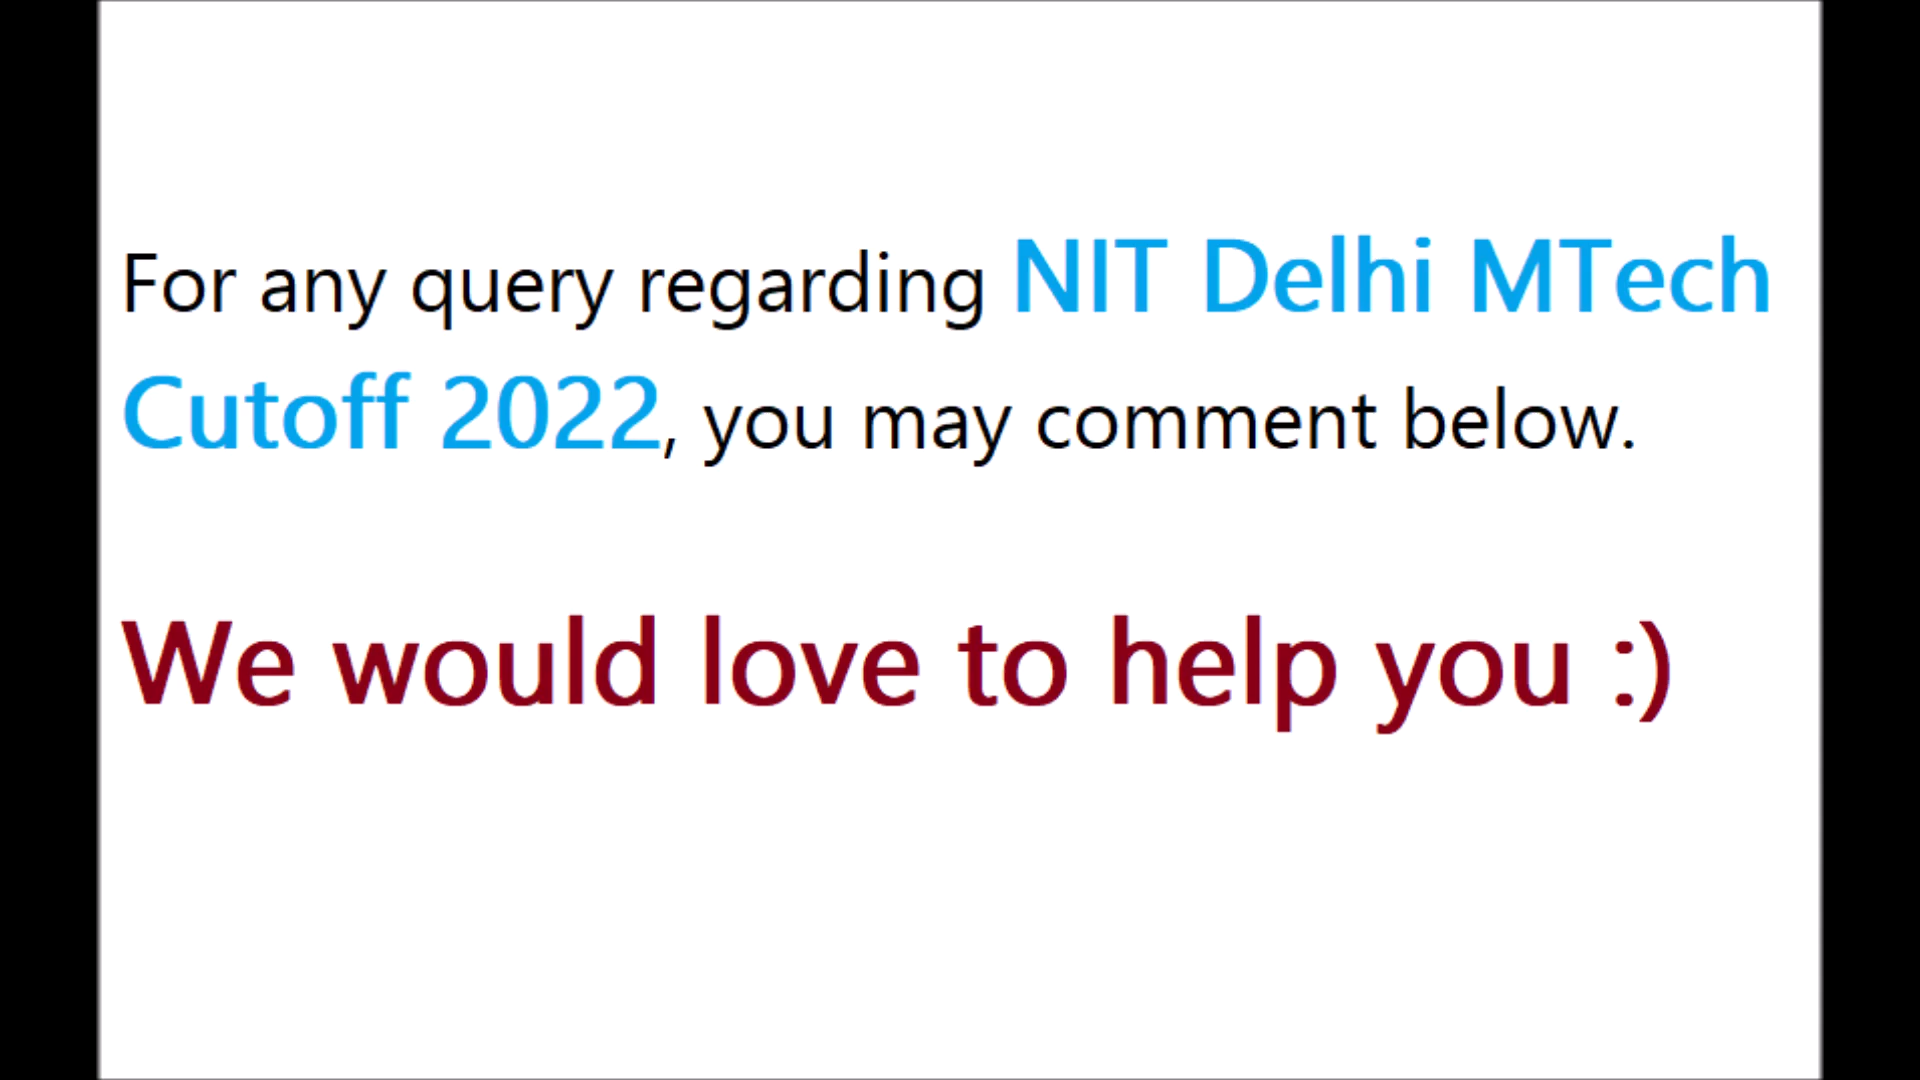 For any query regarding NIT Delhi MTech
Cutoff 2022, you may comment below.
We would love to help you :)